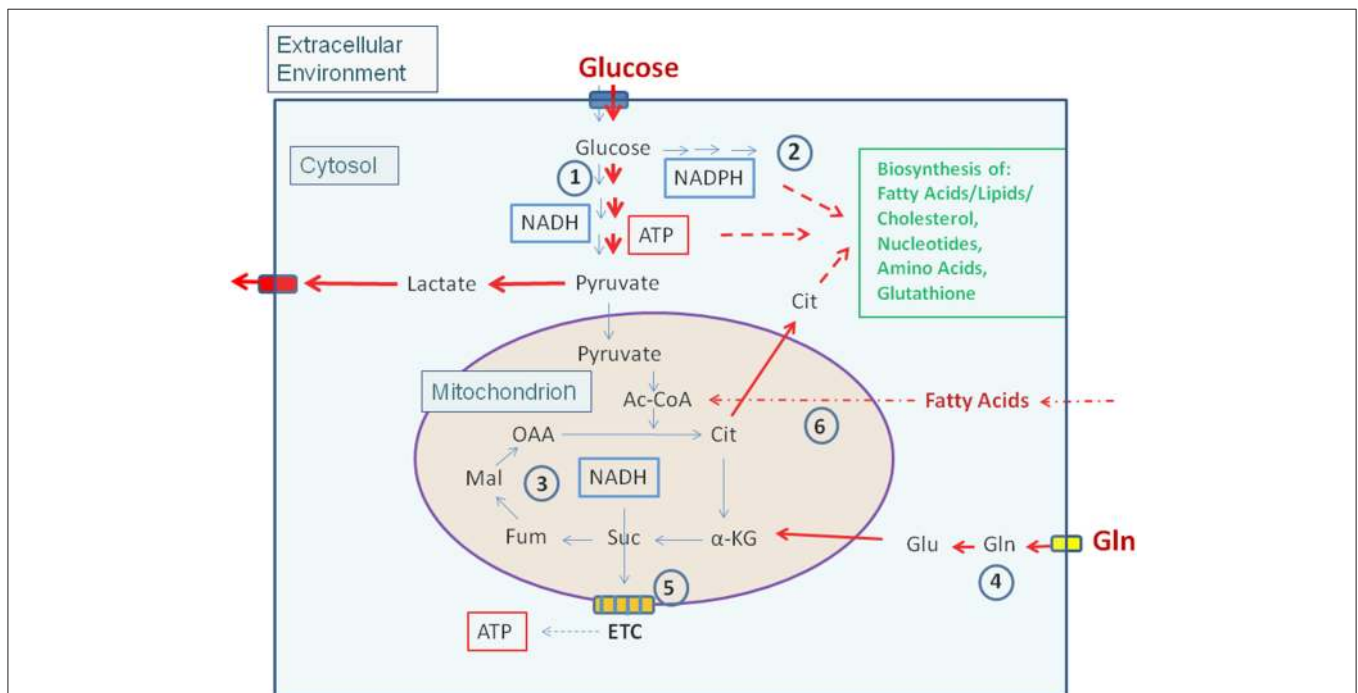 Extracellular
Environment
Glucose
Cytosol
Glucose
2
1
NADPH
NADH
ATP
Biosynthesis of:
Fatty Acids/Lipids/
Cholesterol,
Nucleotides,
Amino Acids,
Glutathione
Lactate
Pyruvate
Cit
Pyruvate
Mitochondrion
Ac-CoA
Fatty Acids
6
OAA
Cit
Mal
3
NADH
Fum
Suc
α-KG
Glu
Gln
Gln
4
5
ATP
ETC